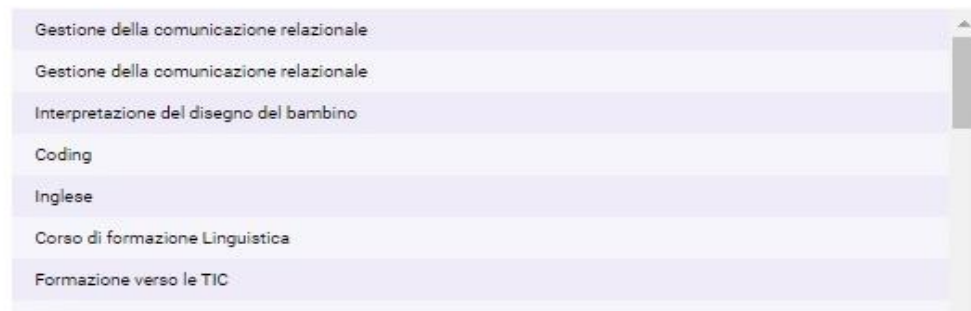 Gestione della comunicazione relazionale
Gestione della comunicazione relazionale
Interpretazione del disegno del bambino
Coding
Inglese
Corso di formazione Linguistica
Formazione verso le TIC